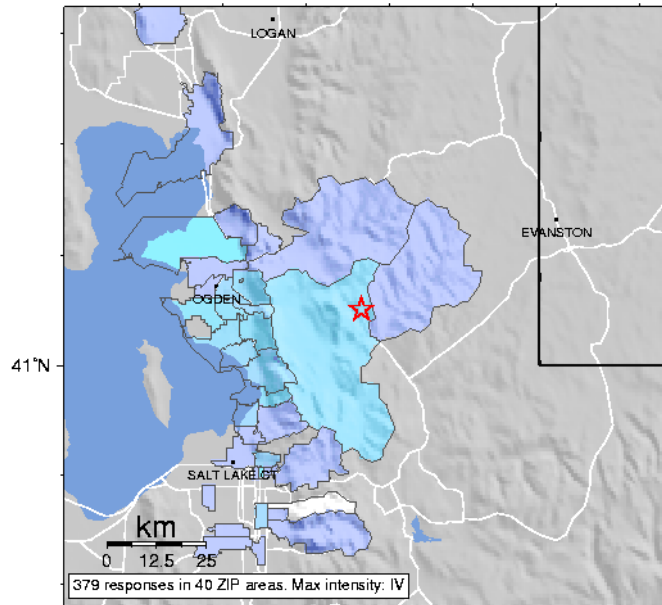 LOGAN
EVANSTON
OGDEN
41°N
SALT LAKE CT
km
0 12.5 25
379 responses in 40 ZIP areas. Max intensity: IV